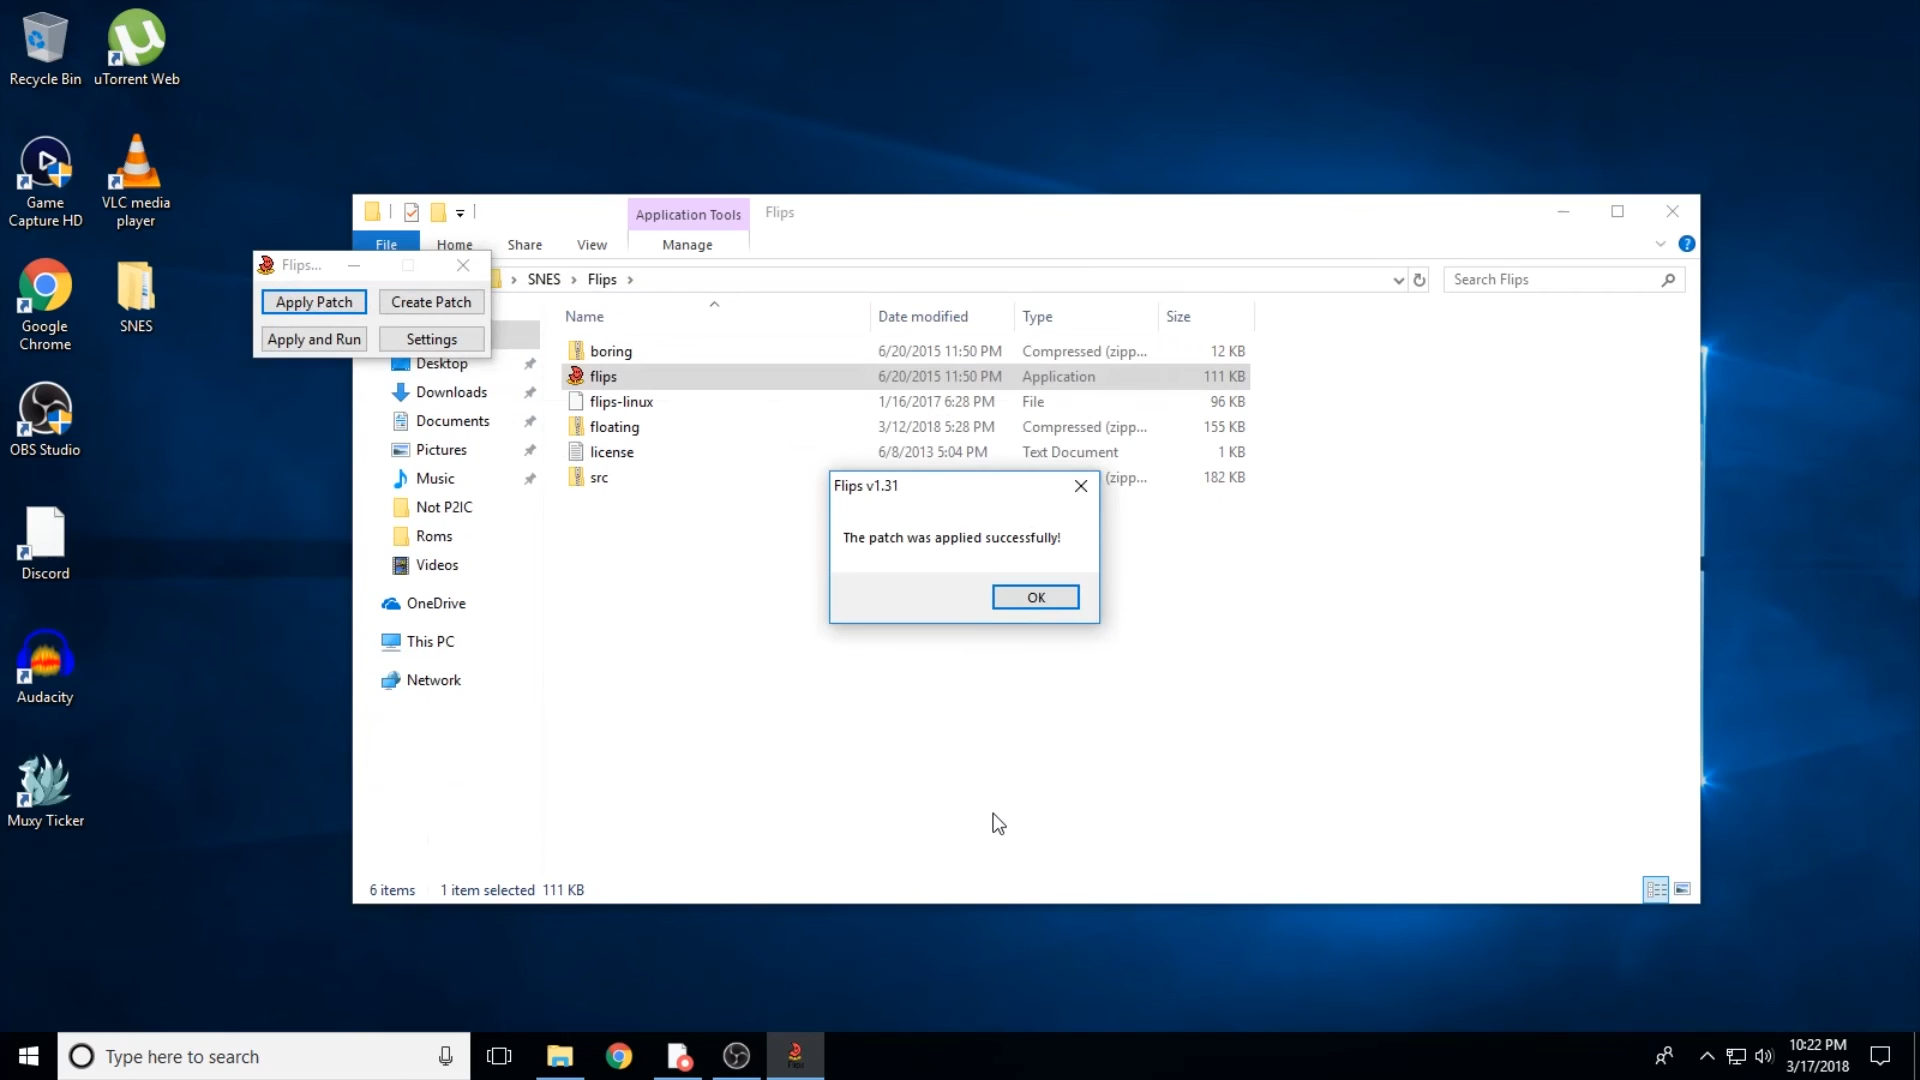 Recycle Bin
uTorrent Web
Game
Capture HD
VLC media
player
Google
Chrome
SNES
OBS Studio
Discord
Audacity
Muxy Ticker
Application Tools
Flips
File
Home
Share
View
Manage
Flips...
Apply Patch
Create Patch
Apply and Run
Settings
SNES
Flips
Search Flips
Desktop
Downloads
Documents
Pictures
Music
Not P2IC
Roms
Videos
OneDrive
This PC
Network
Name
Date modified
Type
Size
boring 6/20/2015 11:50 PM Compressed (zipp... 12 KB
flips 6/20/2015 11:50 PM Application 111 KB
flips-linux 1/16/2017 6:28 PM File 96 KB
floating 3/12/2018 5:28 PM Compressed (zipp... 155 KB
license 6/8/2013 5:04 PM Text Document 1 KB
src (zipp... 182 KB
Flips v1.31
The patch was applied successfully!
OK
6 items 1 item selected 111 KB
Type here to search
Flips
10:22 PM
3/17/2018